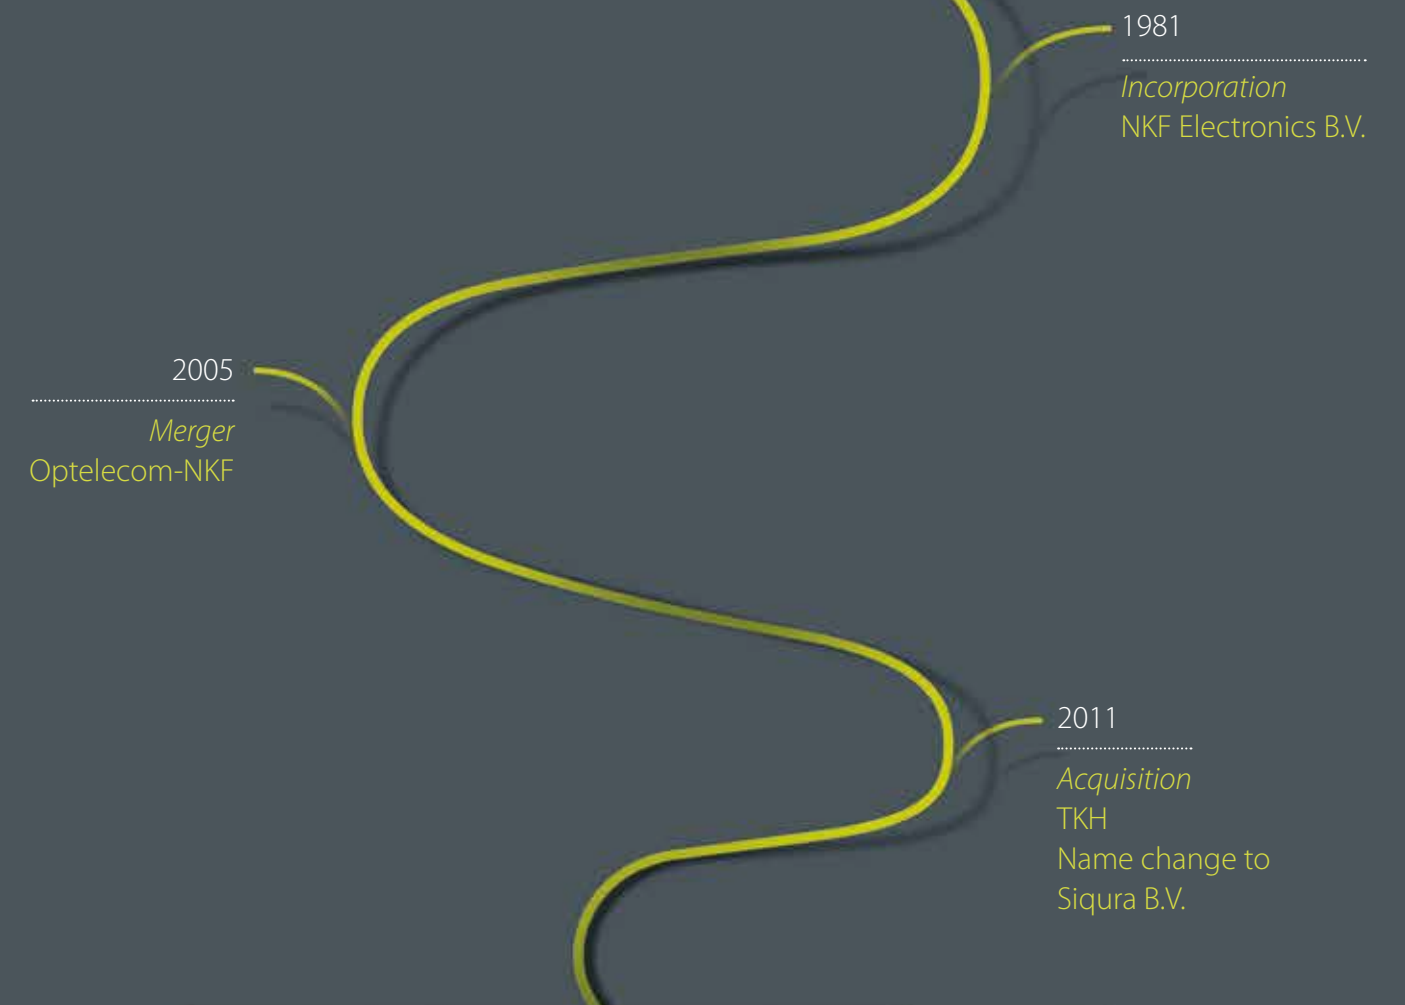 1981
Incorporation
NKF Electronics B.V.
2005
Merger
Optelecom-NKF
2011
Acquisition
TKH
Name change to
Siqura B.V.